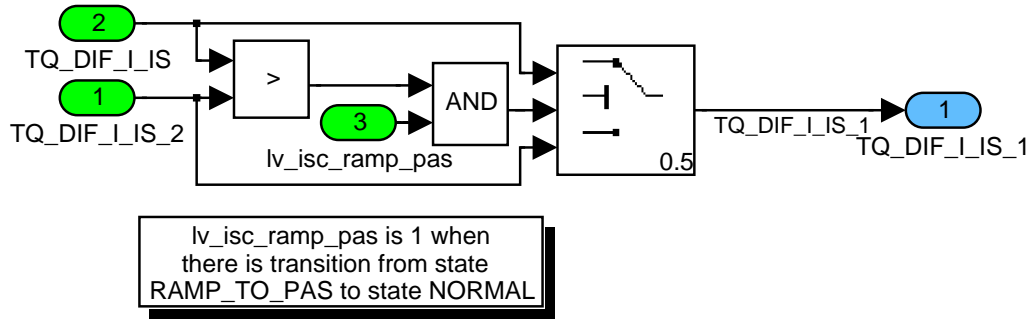 2
TQ_DIF_I_IS
1
TQ_DIF_I_IS_2
>
3
lv_isc_ramp_pas
AND
0.5
TQ_DIF_I_IS_1
1
TQ_DIF_I_IS_1
lv_isc_ramp_pas is 1 when
there is transition from state
RAMP_TO_PAS to state NORMAL